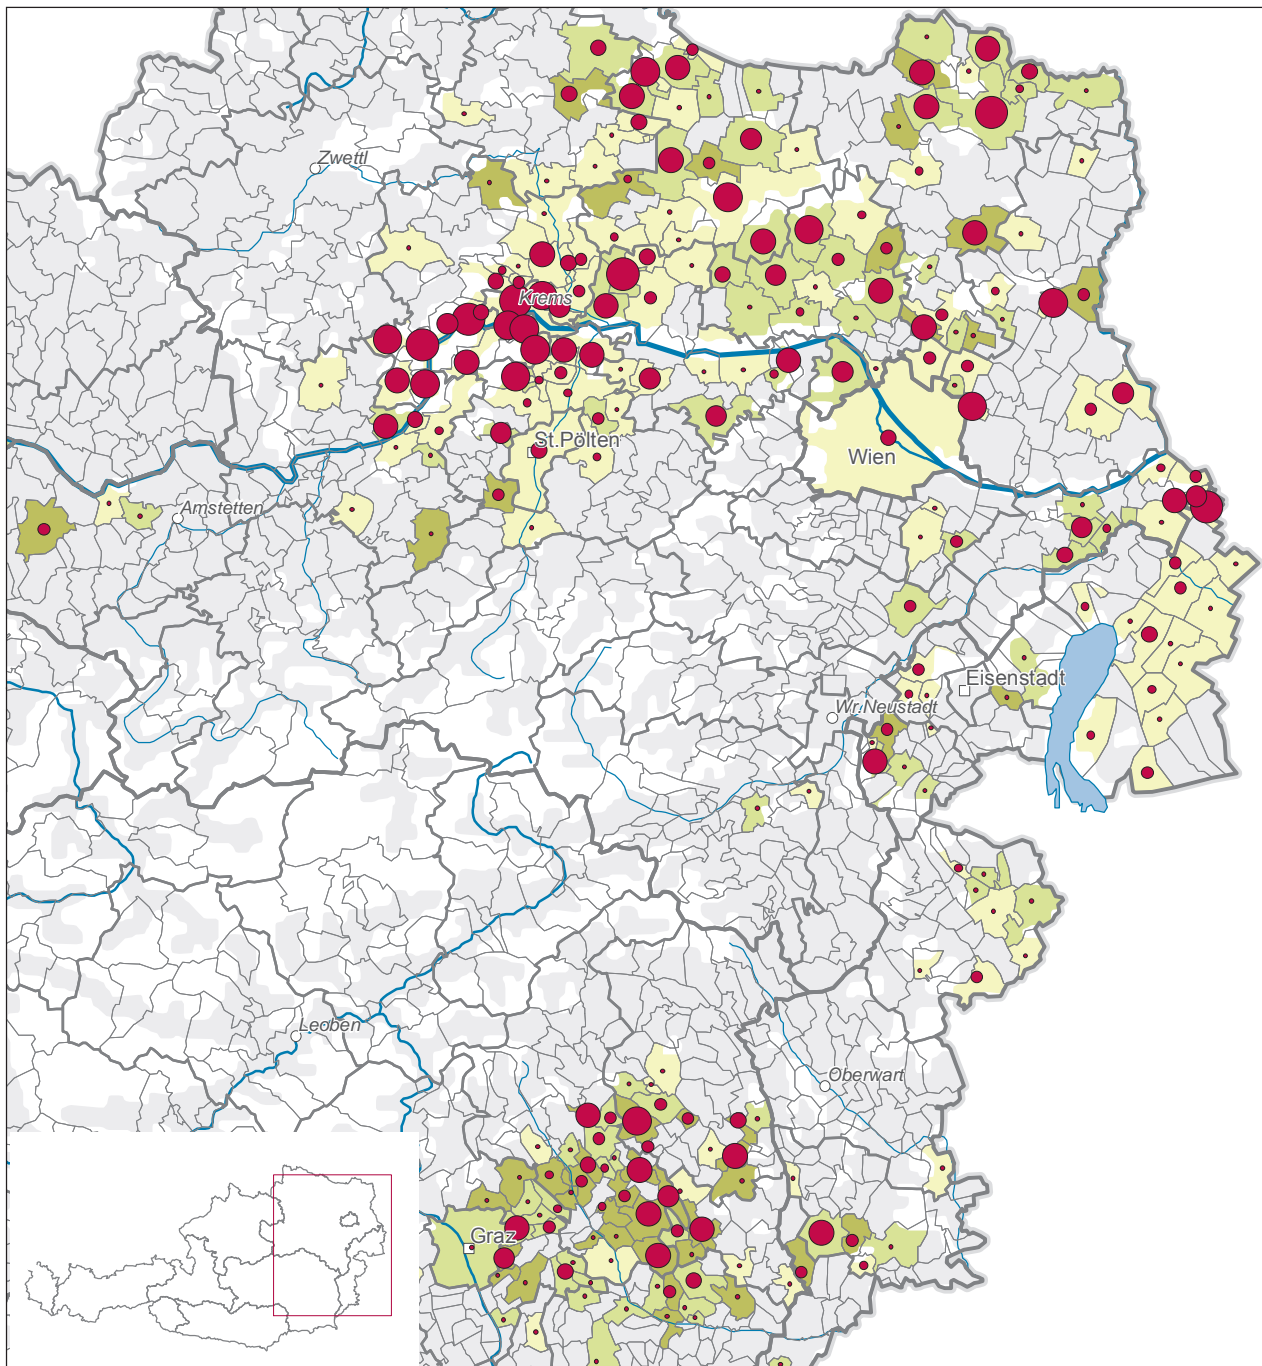 Zwettl
Krems
St.Pölten
Wien
Amstetten
Eisenstadt
Wr.Neustadt
Leoben
Oberwart
Graz